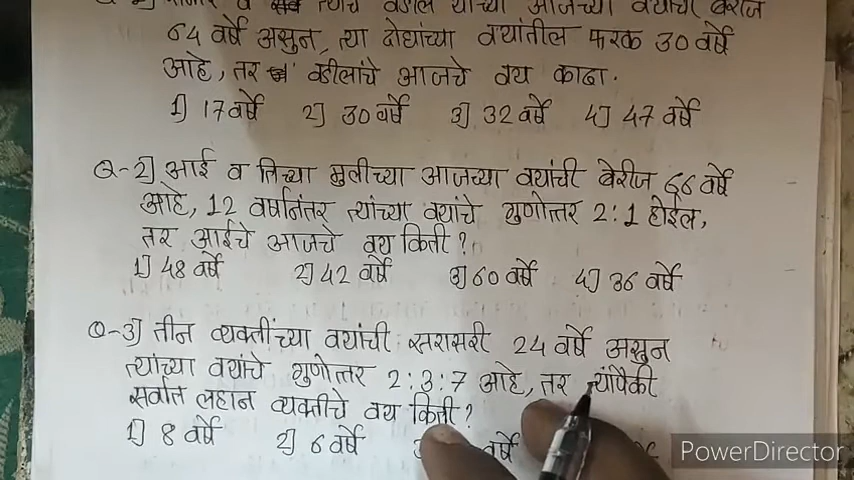 व त्यांचे वडील यांच्या आजच्या वयांची बेरीज
64 वर्षे असुन, त्या दोघांच्या वयांतील फरक 30 वर्षे
आहे, तर वडीलांचे आजचे वय काढा.
1] 17 वर्षे 2] 30 वर्षे 3] 32 वर्षे 4] 47 वर्षे
Q-2] आई व तिच्या मुलीच्या आजच्या वयांची बेरीज 66 वर्षे
आहे, 12 वर्षानंतर त्यांच्या वयांचे गुणोत्तर 2:1 होईल,
तर आईचे आजचे वय किती?
1] 48 वर्षे 2] 42 वर्षे 3] 60 वर्षे 4] 36 वर्षे
Q-3] तीन व्यक्तींच्या वयांची सरासरी 24 वर्षे असुन
त्यांच्या वयांचे गुणोत्तर 2:3:7 आहे, तर त्यांपैकी
सर्वात लहान व्यक्तीचे वय किती?
1] 8 वर्षे 2] 6 वर्षे वर्षे
PowerDirector